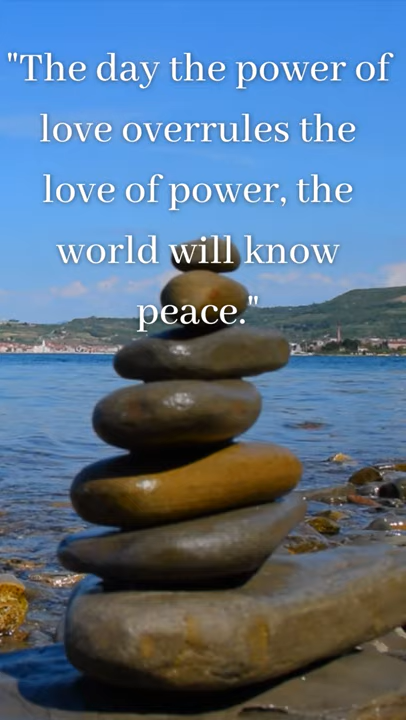 "The day the power of
love overrules the
love of power, the
world will know
peace."